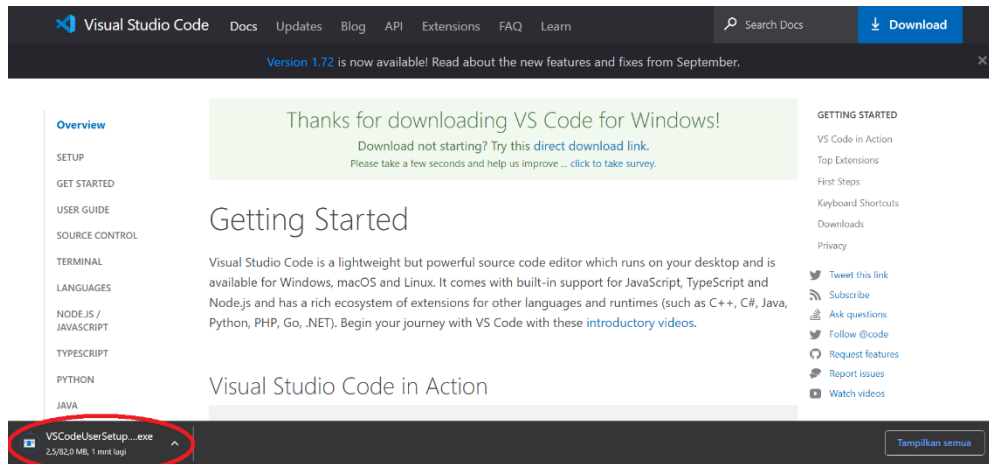 Visual Studio Code Docs Updates Blog API Extensions FAQ Learn Search Docs Download
Version 1.72 is now available! Read about the new features and fixes from September.
Overview
SETUP
GET STARTED
USER GUIDE
SOURCE CONTROL
TERMINAL
LANGUAGES
NODE.JS /
JAVASCRIPT
TYPESCRIPT
PYTHON
JAVA
Thanks for downloading VS Code for Windows!
Download not starting? Try this direct download link.
Please take a few seconds and help us improve ... click to take survey.
Getting Started
Visual Studio Code is a lightweight but powerful source code editor which runs on your desktop and is
available for Windows, macOS and Linux. It comes with built-in support for JavaScript, TypeScript and
Node.js and has a rich ecosystem of extensions for other languages and runtimes (such as C++, C#, Java,
Python, PHP, Go, .NET). Begin your journey with VS Code with these introductory videos.
Visual Studio Code in Action
GETTING STARTED
VS Code in Action
Top Extensions
First Steps
Keyboard Shortcuts
Downloads
Privacy
Tweet this link
Subscribe
Ask questions
Follow @code
Request features
Report issues
Watch videos
VSCodeUserSetup....exe
2,5/82,0 MB, 1 mnt lagi
Tampilkan semua